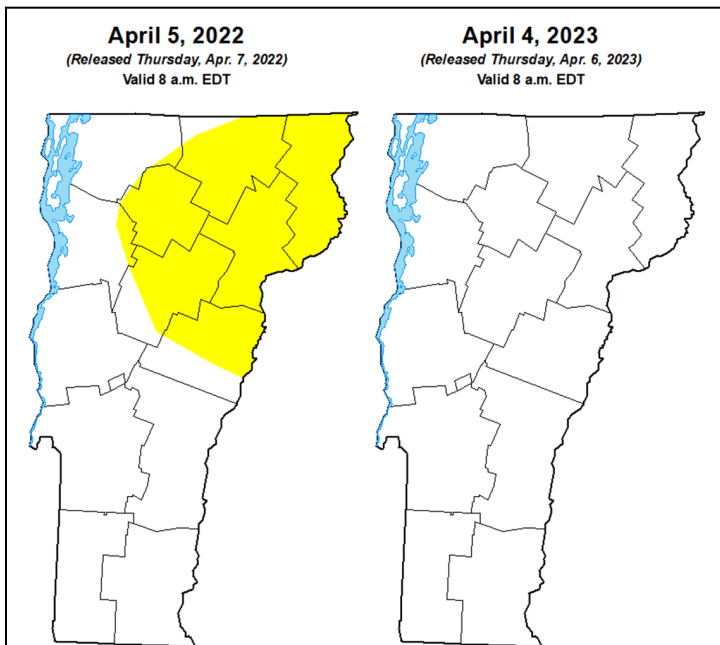 April 5, 2022
(Released Thursday, Apr. 7, 2022)
Valid 8 a.m. EDT
April 4, 2023
(Released Thursday, Apr. 6, 2023)
Valid 8 a.m. EDT